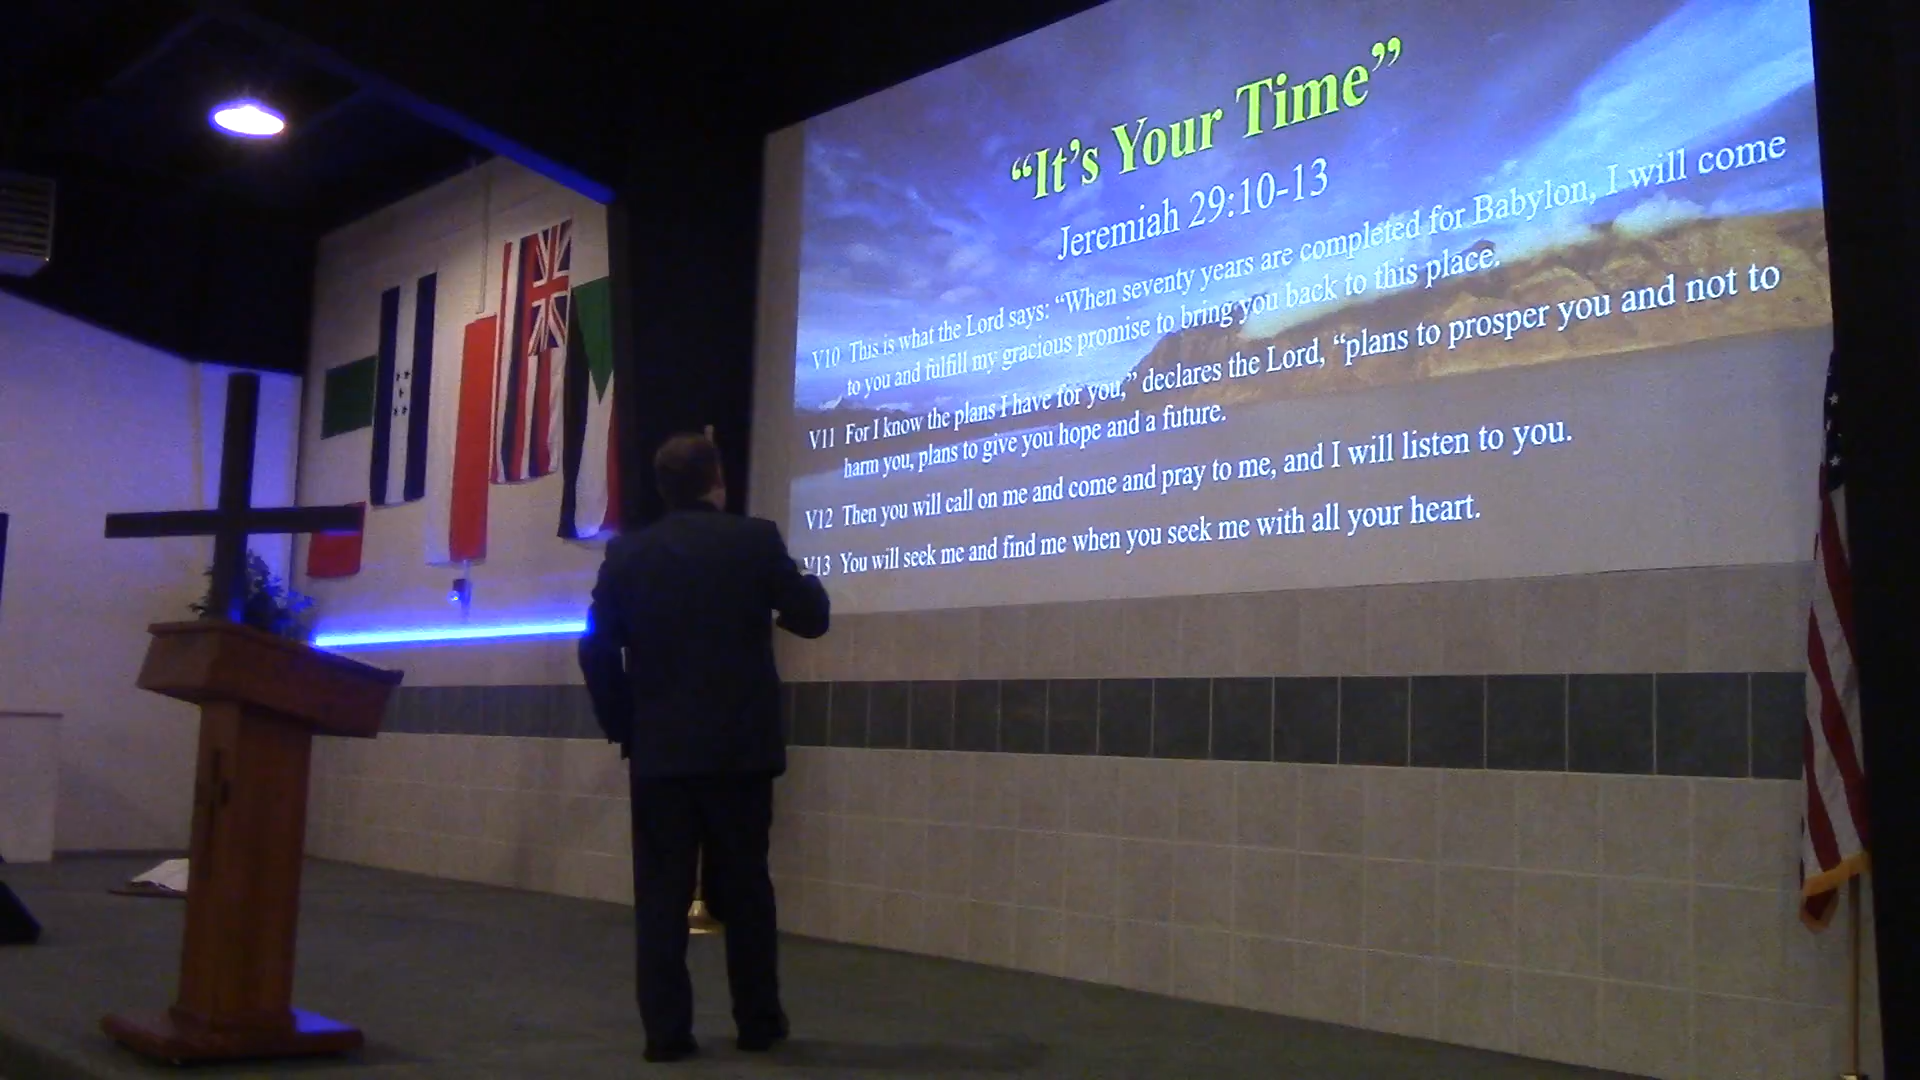 “It’s Your Time”
Jeremiah 29:10-13
V10 This is what the Lord says: “When seventy years are completed for Babylon, I will come
to you and fulfill my gracious promise to bring you back to this place.
V11 For I know the plans I have for you,” declares the Lord, “plans to prosper you and not to
harm you, plans to give you hope and a future.
V12 Then you will call on me and come and pray to me, and I will listen to you.
V13 You will seek me and find me when you seek me with all your heart.